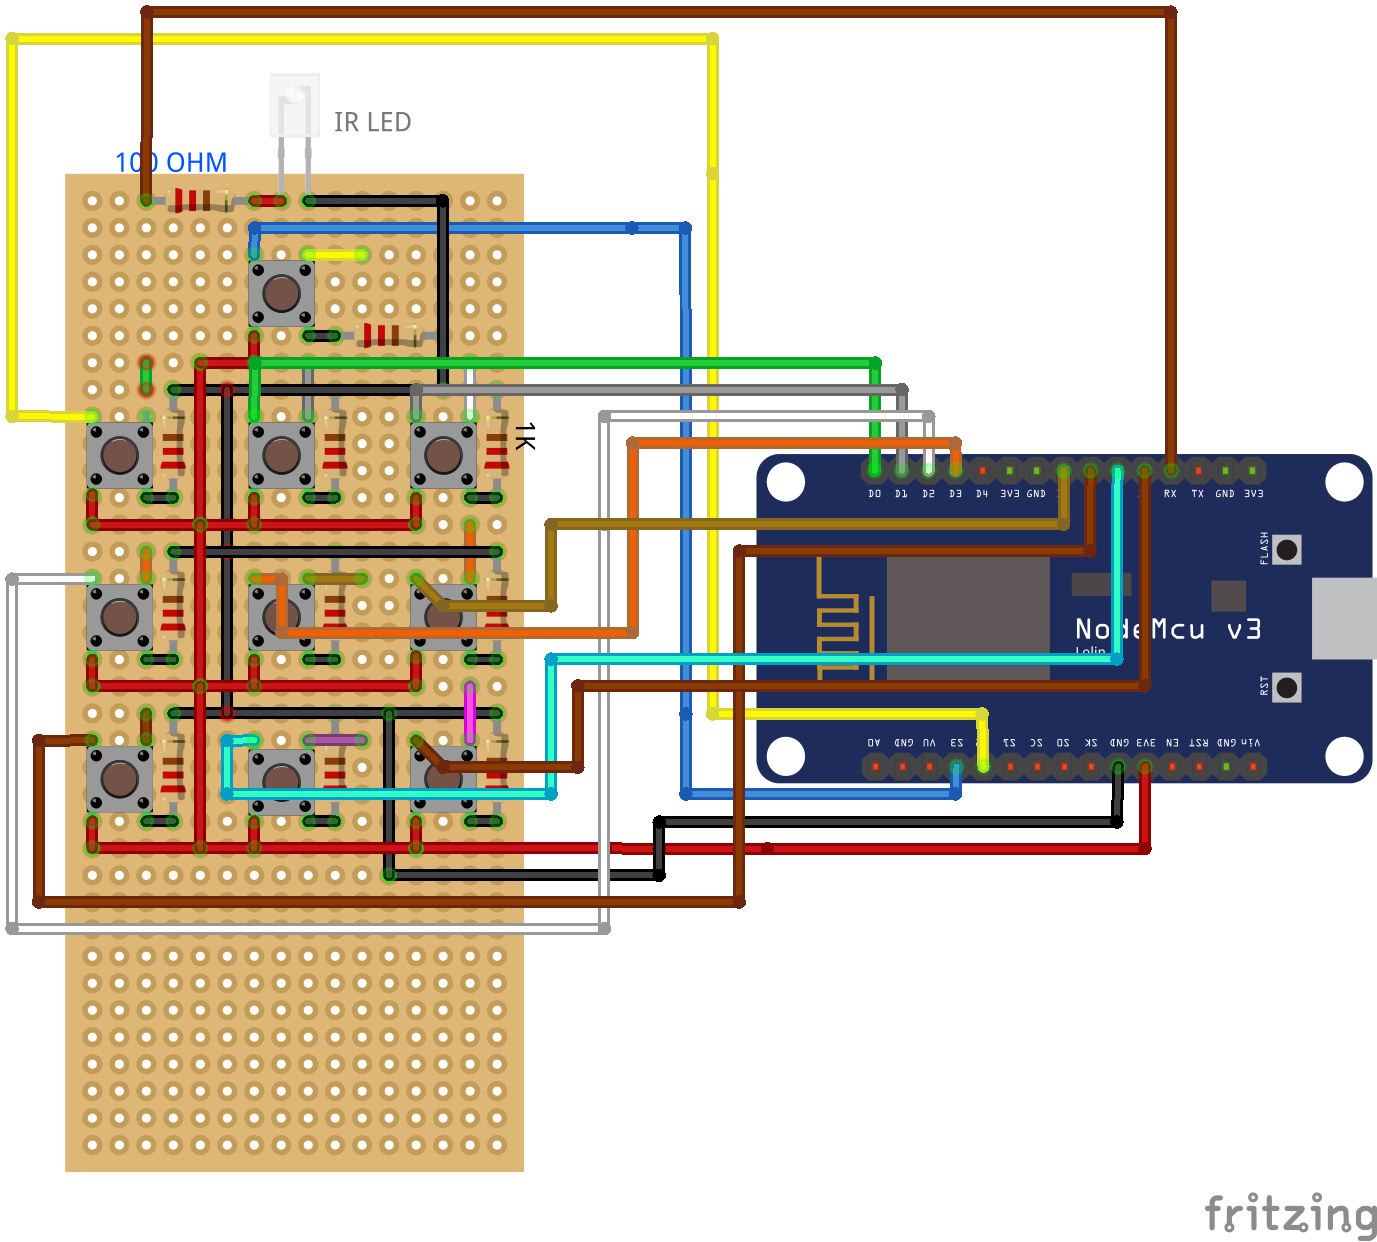 IR LED
100 OHM
1K
D0 D1 D2 D3 D4 3V3 GND RX TX GND 3V3
FLASH
NodeMcu v3
Lolin
RST
A0 GND VU S3 S1 SC S0 SK GND 3V3 EN RST GND Vin
fritzing